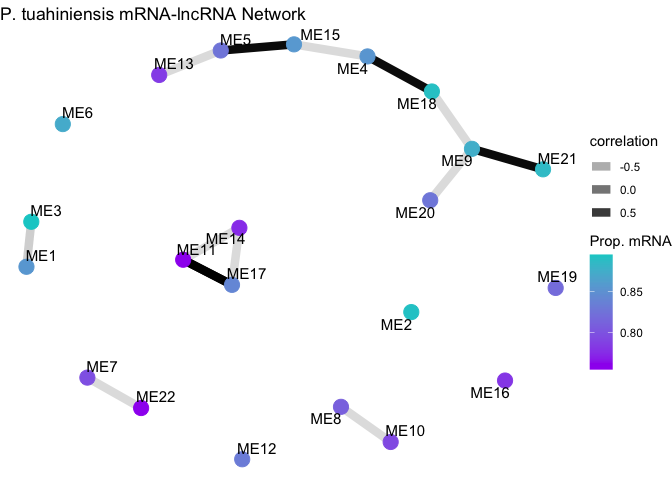 P. tuahiniensis mRNA-lncRNA Network
ME5
ME15
ME13
ME4
ME18
ME6
correlation
ME9
ME21
-0.5
0.0
ME3
ME20
0.5
ME14
Prop. mRNA
ME11
ME1
ME17
ME19
0.85
ME2
0.80
ME7
ME16
ME22
ME8
ME10
ME12